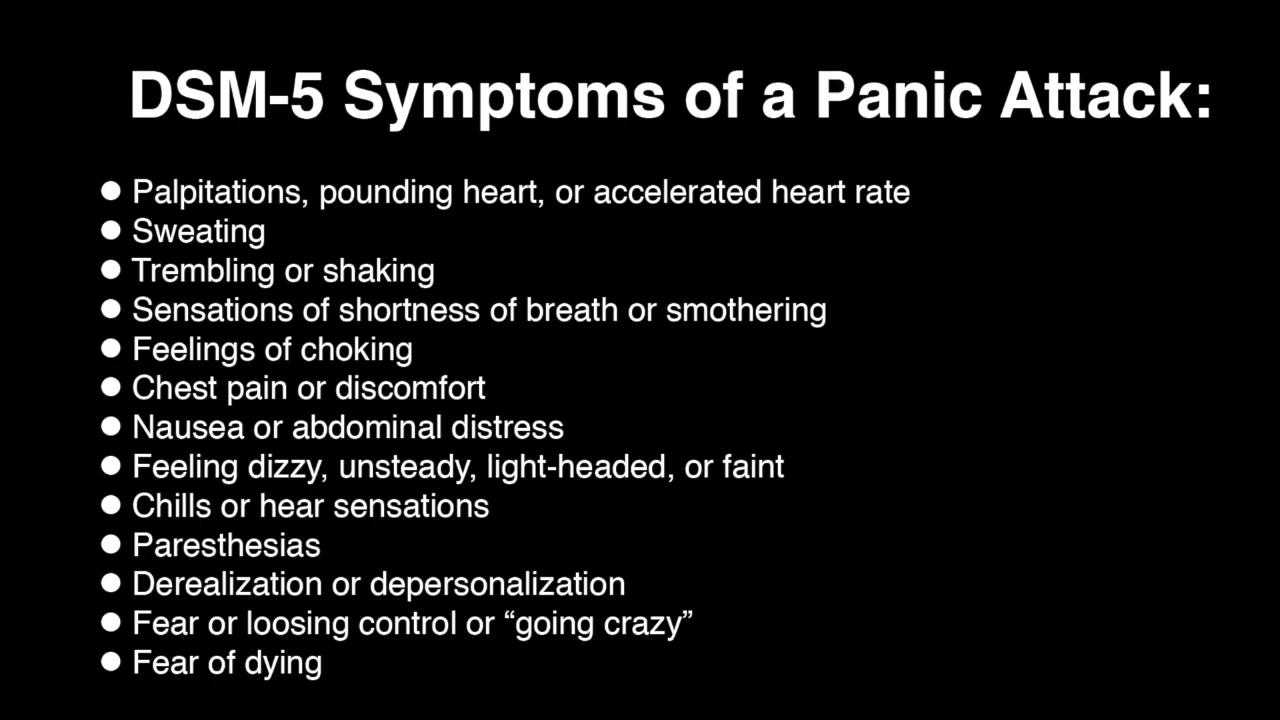 DSM-5 Symptoms of a Panic Attack:
● Palpitations, pounding heart, or accelerated heart rate
● Sweating
● Trembling or shaking
● Sensations of shortness of breath or smothering
● Feelings of choking
● Chest pain or discomfort
● Nausea or abdominal distress
● Feeling dizzy, unsteady, light-headed, or faint
● Chills or hear sensations
● Paresthesias
● Derealization or depersonalization
● Fear or loosing control or “going crazy”
● Fear of dying